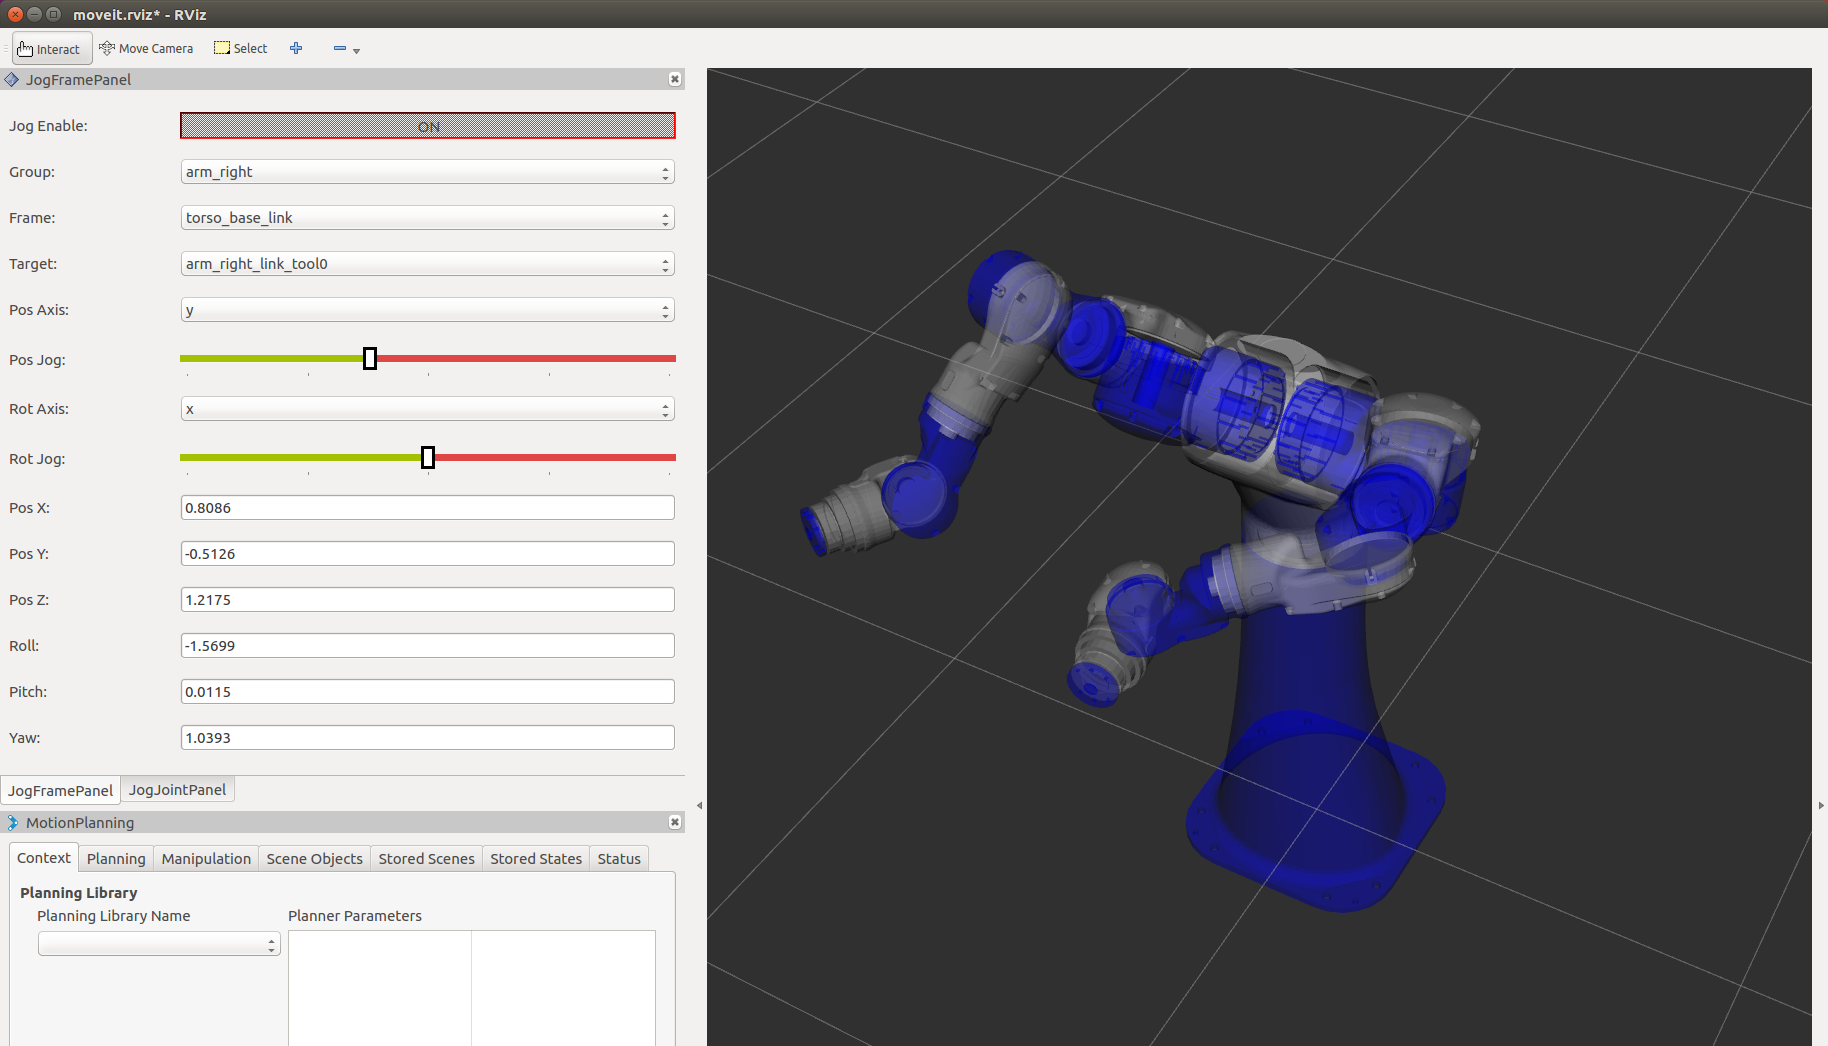 moveit.rviz* - RViz
Interact Move Camera Select
JogFramePanel
Jog Enable: ON
Group: arm_right
Frame: torso_base_link
Target: arm_right_link_tool0
Pos Axis: y
Pos Jog:
Rot Axis: x
Rot Jog:
Pos X: 0.8086
Pos Y: -0.5126
Pos Z: 1.2175
Roll: -1.5699
Pitch: 0.0115
Yaw: 1.0393
JogFramePanel JogJointPanel
MotionPlanning
Context Planning Manipulation Scene Objects Stored Scenes Stored States Status
Planning Library
Planning Library Name Planner Parameters